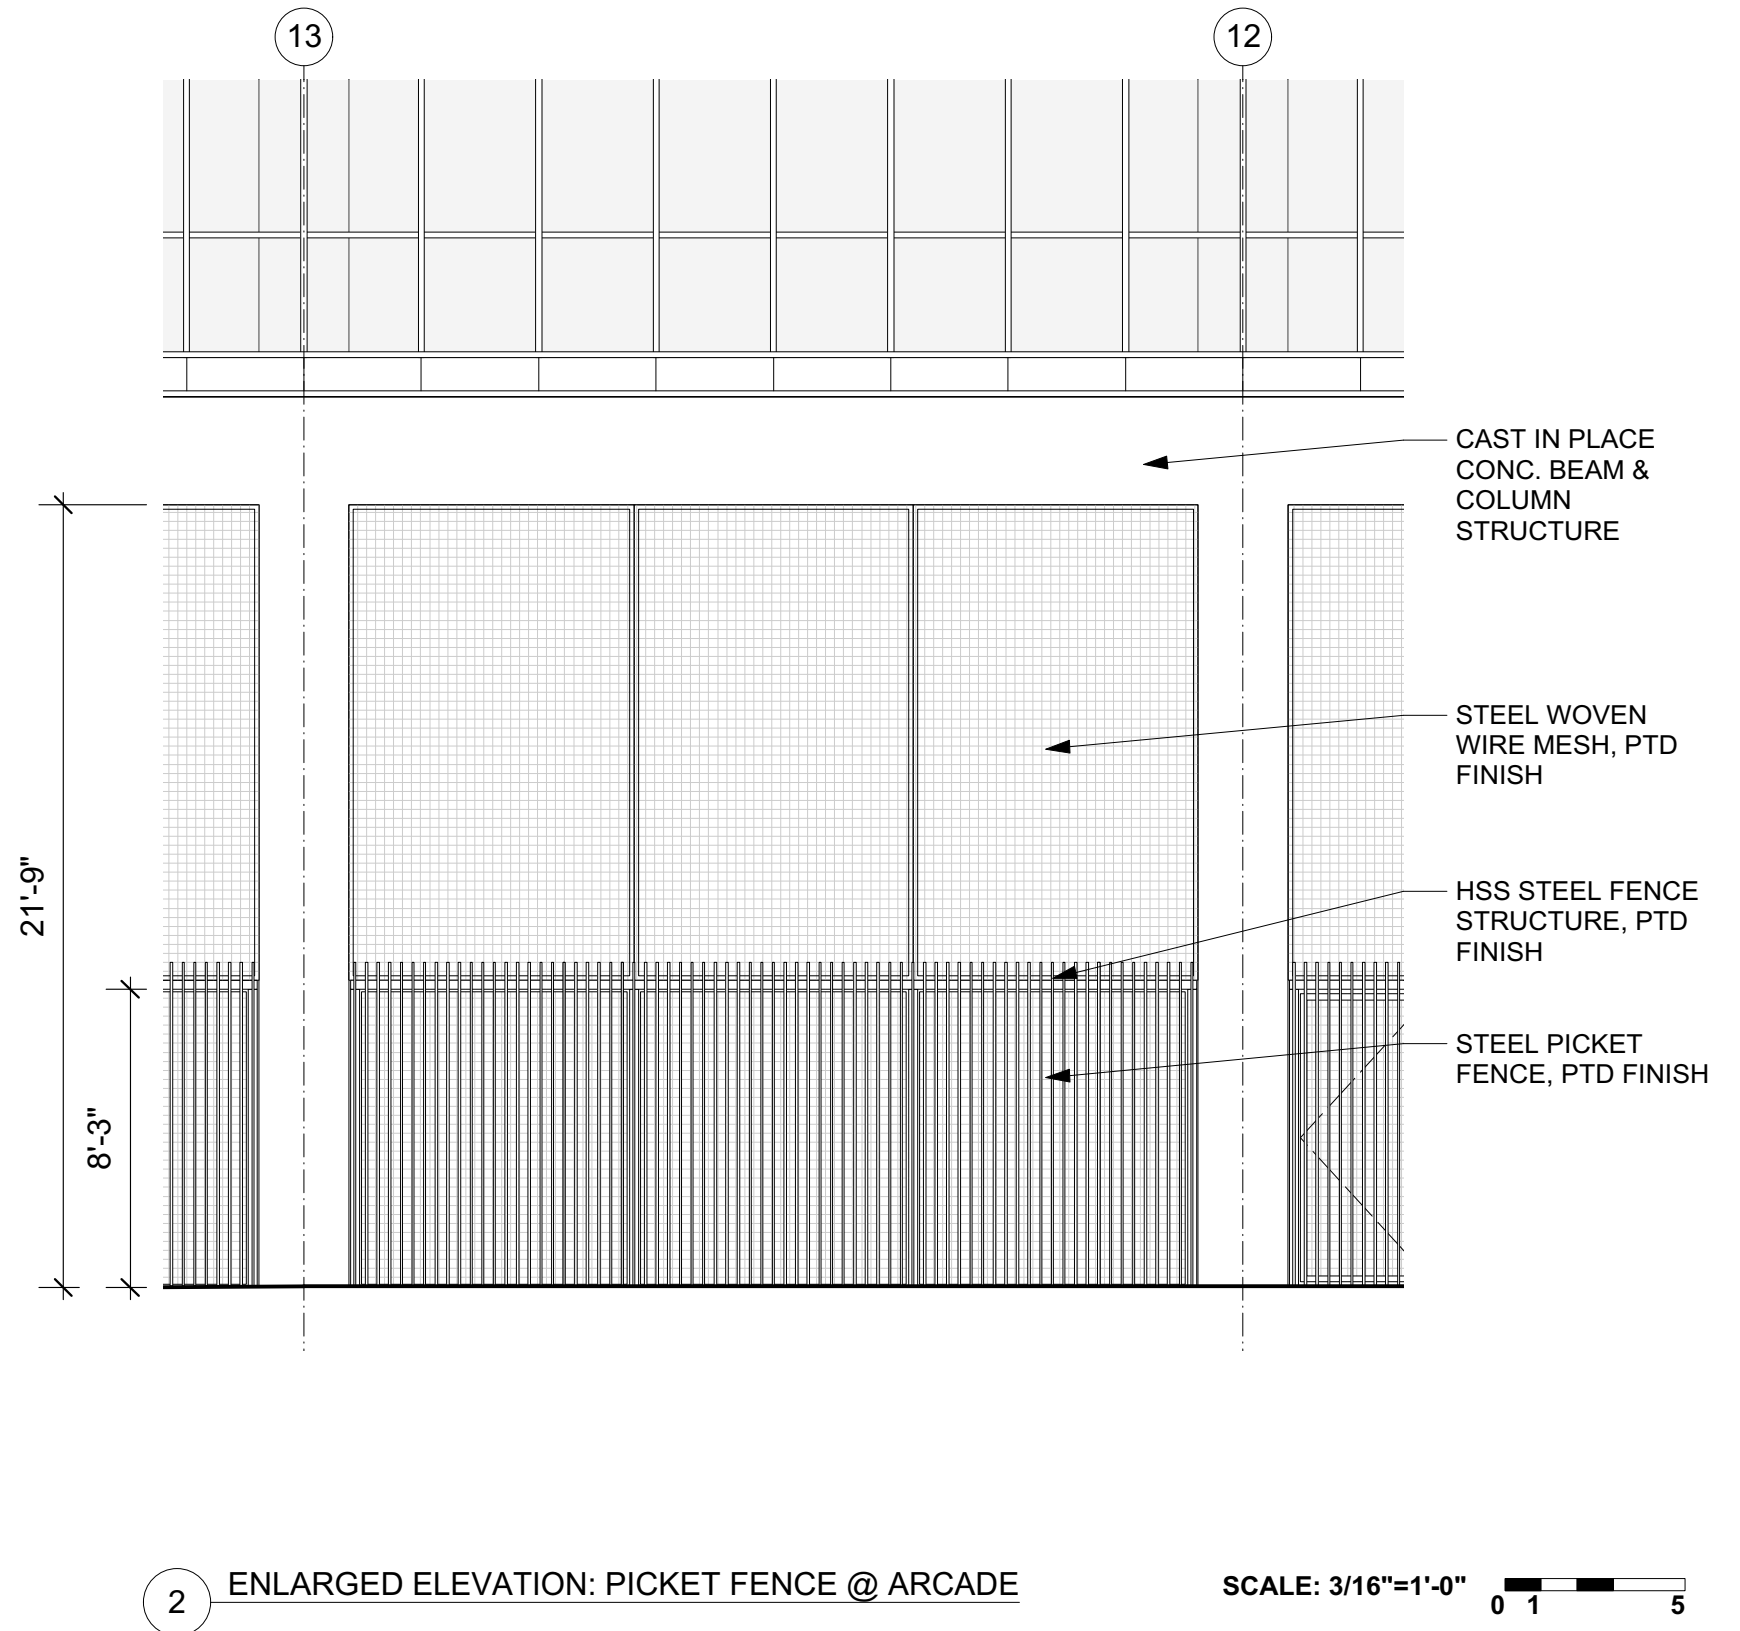 13
12
CAST IN PLACE
CONC. BEAM &
COLUMN
STRUCTURE
STEEL WOVEN
WIRE MESH, PTD
FINISH
21'-9"
HSS STEEL FENCE
STRUCTURE, PTD
FINISH
8'-3"
STEEL PICKET
FENCE, PTD FINISH
2
ENLARGED ELEVATION: PICKET FENCE @ ARCADE
SCALE: 3/16"=1'-0"
0 1 5